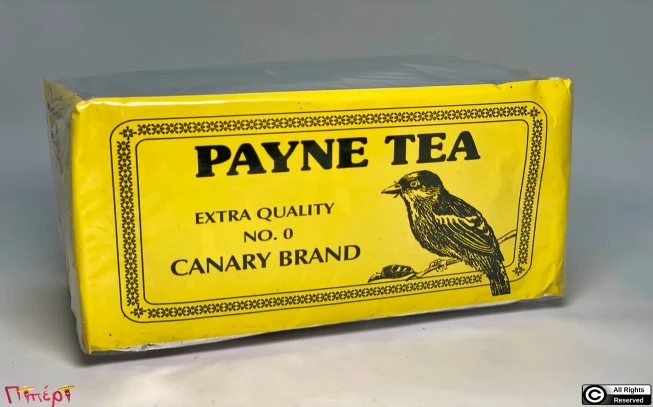 PAYNE TEA
EXTRA QUALITY
NO. 0
CANARY BRAND
Πιπέρι
All Rights
Reserved